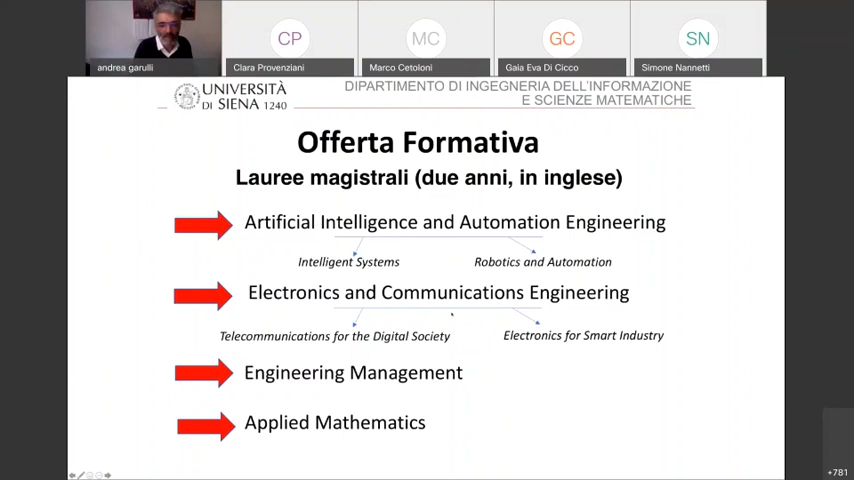 CP
MC
GC
SN
andrea garulli
Clara Provenziani
Marco Cetoloni
Gaia Eva Di Cicco
Simone Nannetti
UNIVERSITÀ
DI SIENA 1240
DIPARTIMENTO DI INGEGNERIA DELL'INFORMAZIONE
E SCIENZE MATEMATICHE
Offerta Formativa
Lauree magistrali (due anni, in inglese)
Artificial Intelligence and Automation Engineering
Intelligent Systems
Robotics and Automation
Electronics and Communications Engineering
Telecommunications for the Digital Society
Electronics for Smart Industry
Engineering Management
Applied Mathematics
+781